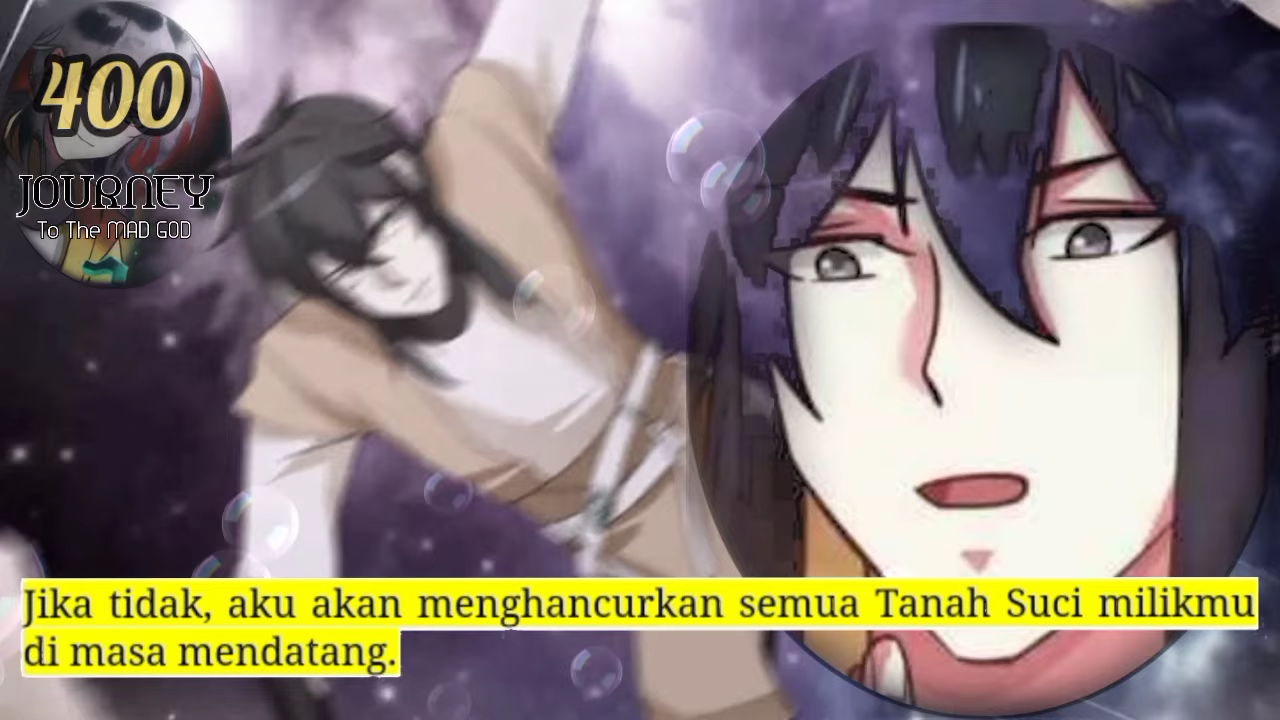 400
JOURNEY
To The MAD GOD
Jika tidak, aku akan menghancurkan semua Tanah Suci milikmu
di masa mendatang.